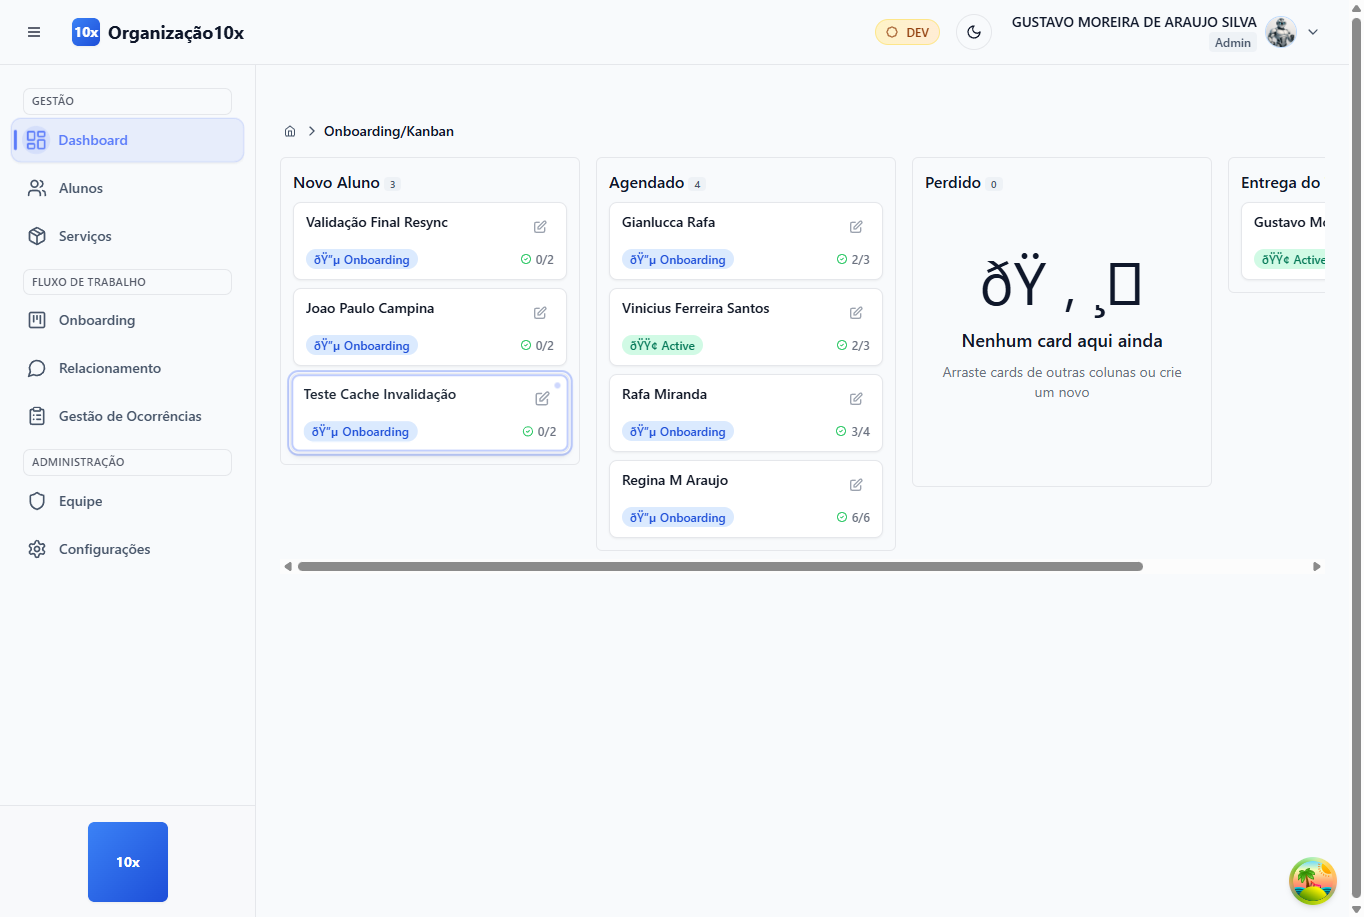 10x Organização10x
DEV
GUSTAVO MOREIRA DE ARAUJO SILVA
Admin
GESTÃO
Dashboard
Alunos
Serviços
FLUXO DE TRABALHO
Onboarding
Relacionamento
Gestão de Ocorrências
ADMINISTRAÇÃO
Equipe
Configurações
10x
Onboarding/Kanban
Novo Aluno 3
Validação Final Resync
ðŸ”µ Onboarding 0/2
Joao Paulo Campina
ðŸ”µ Onboarding 0/2
Teste Cache Invalidação
ðŸ”µ Onboarding 0/2
Agendado 4
Gianlucca Rafa
ðŸ”µ Onboarding 2/3
Vinicius Ferreira Santos
ðŸŸ¢ Active 2/3
Rafa Miranda
ðŸ”µ Onboarding 3/4
Regina M Araujo
ðŸ”µ Onboarding 6/6
Perdido 0
ðŸ‚¸
Nenhum card aqui ainda
Arraste cards de outras colunas ou crie
um novo
Entrega do
Gustavo Mo
ðŸŸ¢ Active